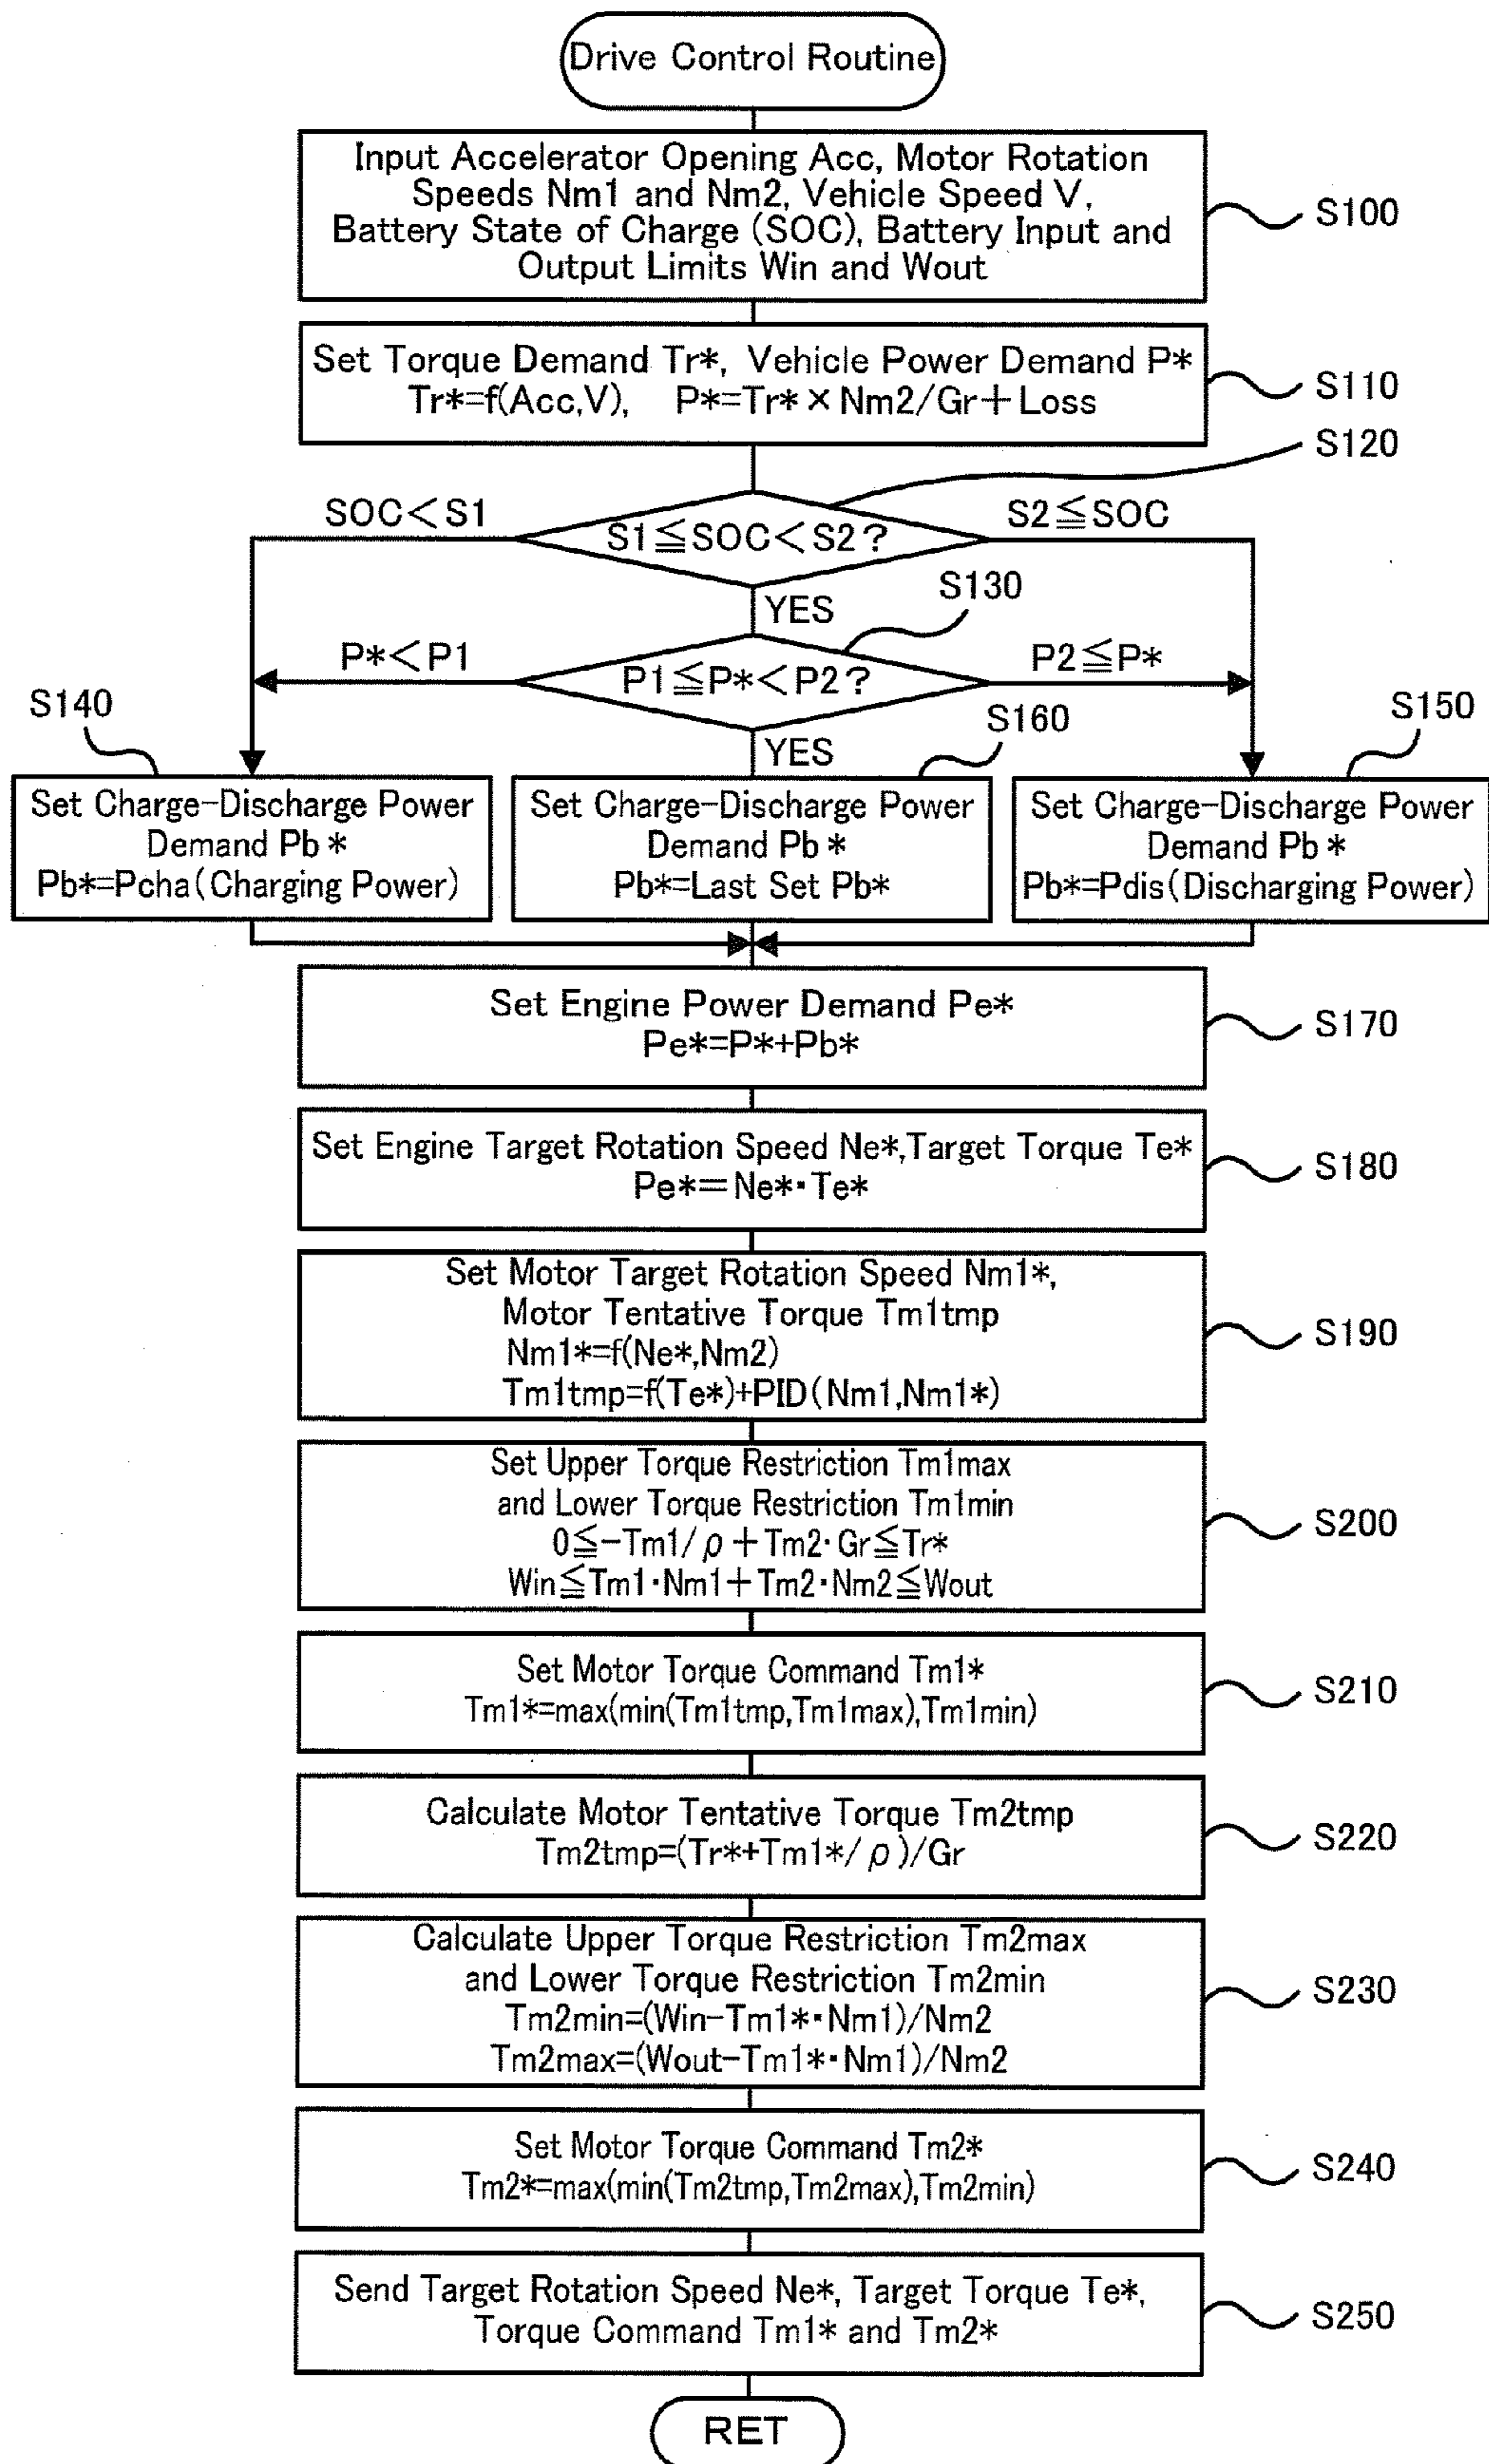 Drive Control Routine
Input Accelerator Opening Acc, Motor Rotation
Speeds Nm1 and Nm2, Vehicle Speed V,
Battery State of Charge (SOC), Battery Input and
Output Limits Win and Wout
S100
Set Torque Demand Tr*, Vehicle Power Demand P*
Tr*=f(Acc,V), P*=Tr*×Nm2/Gr+Loss
S110
S120
SOC<S1
S1≦SOC<S2?
S2≦SOC
YES
S130
P*<P1
P1≦P*<P2?
P2≦P*
YES
S140
Set Charge-Discharge Power
Demand Pb*
Pb*=Pcha(Charging Power)
S160
Set Charge-Discharge Power
Demand Pb*
Pb*=Last Set Pb*
S150
Set Charge-Discharge Power
Demand Pb*
Pb*=Pdis(Discharging Power)
Set Engine Power Demand Pe*
Pe*=P*+Pb*
S170
Set Engine Target Rotation Speed Ne*,Target Torque Te*
Pe*=Ne*·Te*
S180
Set Motor Target Rotation Speed Nm1*,
Motor Tentative Torque Tm1tmp
Nm1*=f(Ne*,Nm2)
Tm1tmp=f(Te*)+PID(Nm1,Nm1*)
S190
Set Upper Torque Restriction Tm1max
and Lower Torque Restriction Tm1min
0≦-Tm1/ρ+Tm2·Gr≦Tr*
Win≦Tm1·Nm1+Tm2·Nm2≦Wout
S200
Set Motor Torque Command Tm1*
Tm1*=max(min(Tm1tmp,Tm1max),Tm1min)
S210
Calculate Motor Tentative Torque Tm2tmp
Tm2tmp=(Tr*+Tm1*/ρ)/Gr
S220
Calculate Upper Torque Restriction Tm2max
and Lower Torque Restriction Tm2min
Tm2min=(Win-Tm1*·Nm1)/Nm2
Tm2max=(Wout-Tm1*·Nm1)/Nm2
S230
Set Motor Torque Command Tm2*
Tm2*=max(min(Tm2tmp,Tm2max),Tm2min)
S240
Send Target Rotation Speed Ne*, Target Torque Te*,
Torque Command Tm1* and Tm2*
S250
RET